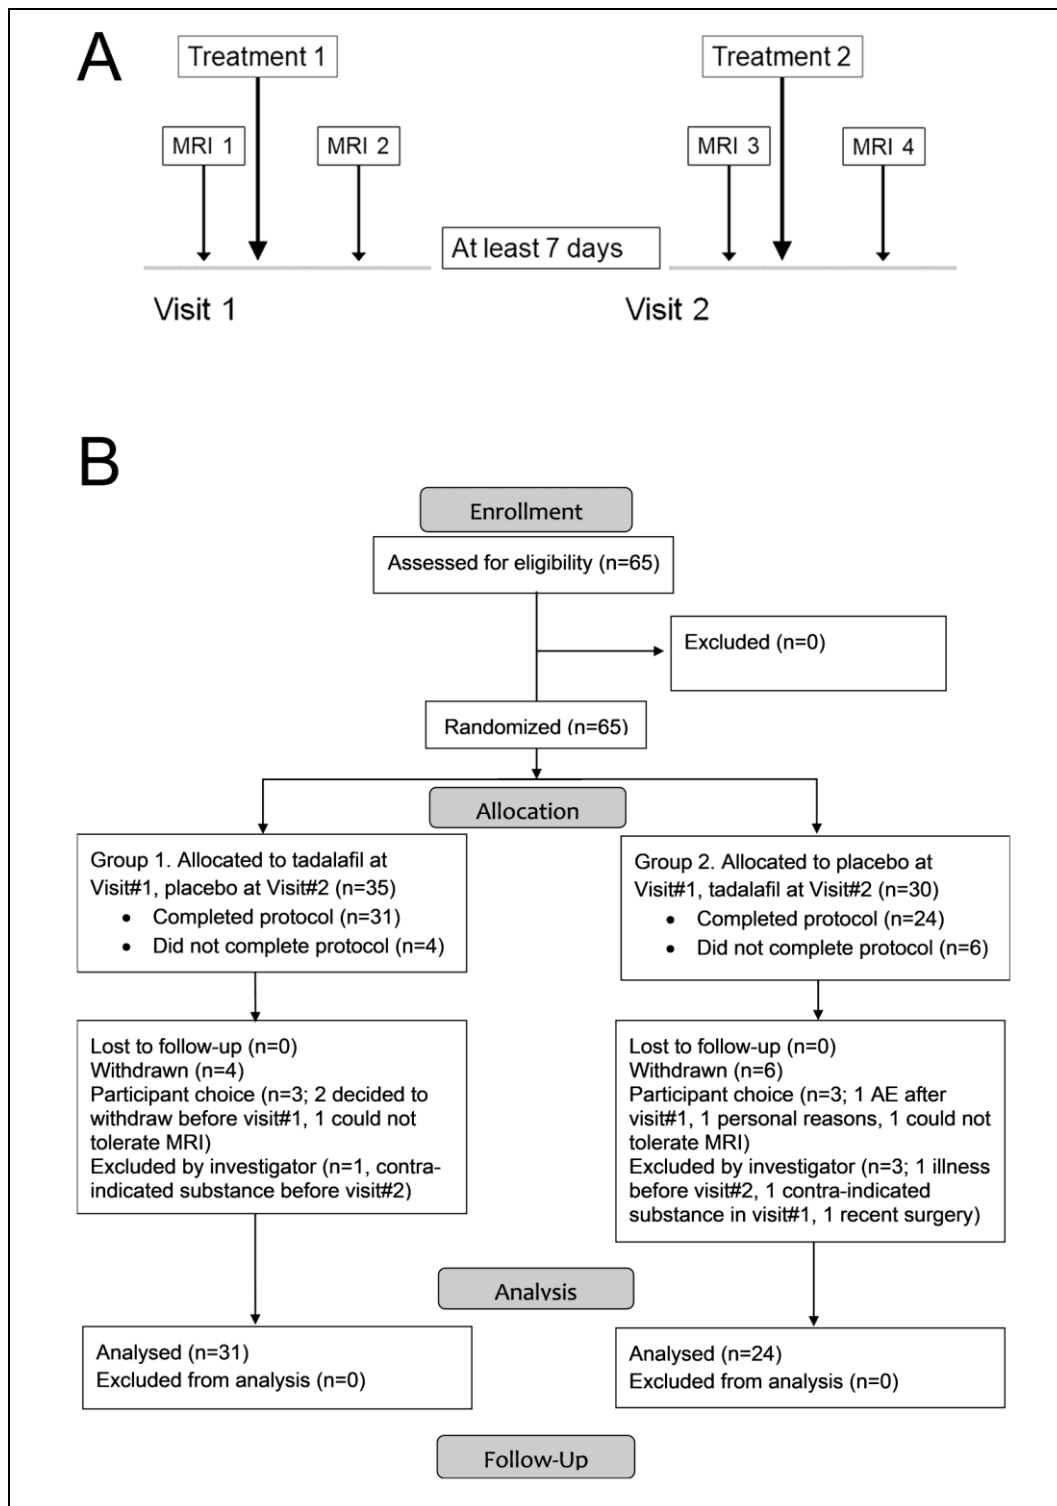 A
Treatment 1
Treatment 2
MRI 1
MRI 2
MRI 3
MRI 4
At least 7 days
Visit 1
Visit 2
B
Enrollment
Assessed for eligibility (n=65)
Excluded (n=0)
Randomized (n=65)
Allocation
Group 1. Allocated to tadalafil at
Visit#1, placebo at Visit#2 (n=35)
• Completed protocol (n=31)
• Did not complete protocol (n=4)
Group 2. Allocated to placebo at
Visit#1, tadalafil at Visit#2 (n=30)
• Completed protocol (n=24)
• Did not complete protocol (n=6)
Lost to follow-up (n=0)
Withdrawn (n=4)
Participant choice (n=3; 2 decided to
withdraw before visit#1, 1 could not
tolerate MRI)
Excluded by investigator (n=1, contra-
indicated substance before visit#2)
Lost to follow-up (n=0)
Withdrawn (n=6)
Participant choice (n=3; 1 AE after
visit#1, 1 personal reasons, 1 could not
tolerate MRI)
Excluded by investigator (n=3; 1 illness
before visit#2, 1 contra-indicated
substance in visit#1, 1 recent surgery)
Analysis
Analysed (n=31)
Excluded from analysis (n=0)
Analysed (n=24)
Excluded from analysis (n=0)
Follow-Up